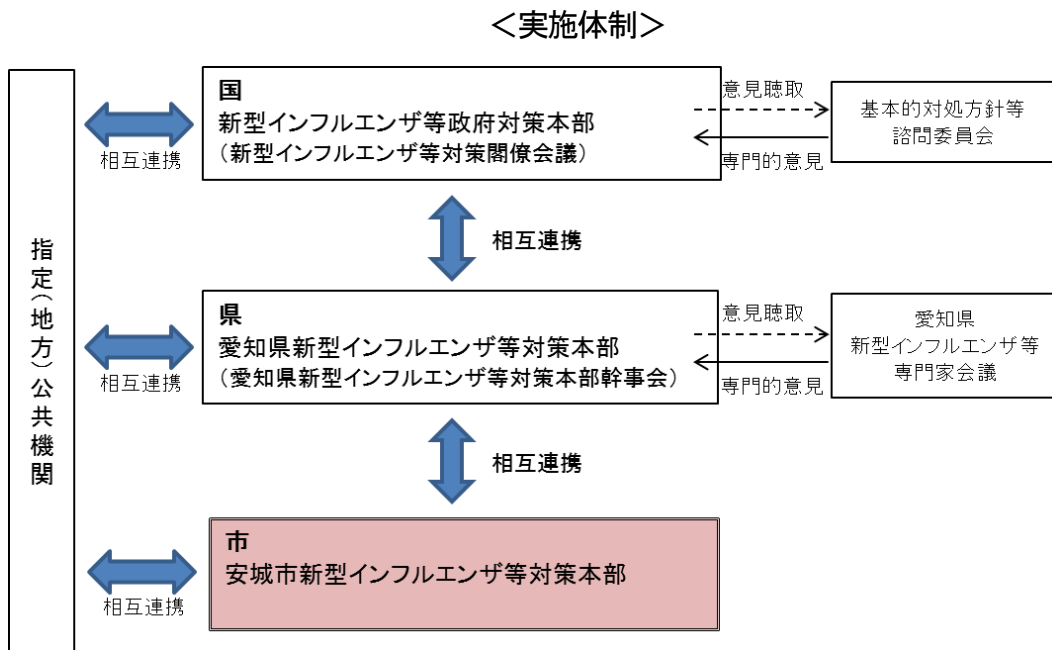 ＜実施体制＞
国
新型インフルエンザ等政府対策本部
（新型インフルエンザ等対策閣僚会議）
意見聴取
専門的意見
基本的対処方針等
諮問委員会
相互連携
相互連携
指定（地方）公共機関
県
愛知県新型インフルエンザ等対策本部
（愛知県新型インフルエンザ等対策本部幹事会）
意見聴取
専門的意見
愛知県
新型インフルエンザ等
専門家会議
相互連携
相互連携
市
安城市新型インフルエンザ等対策本部
相互連携